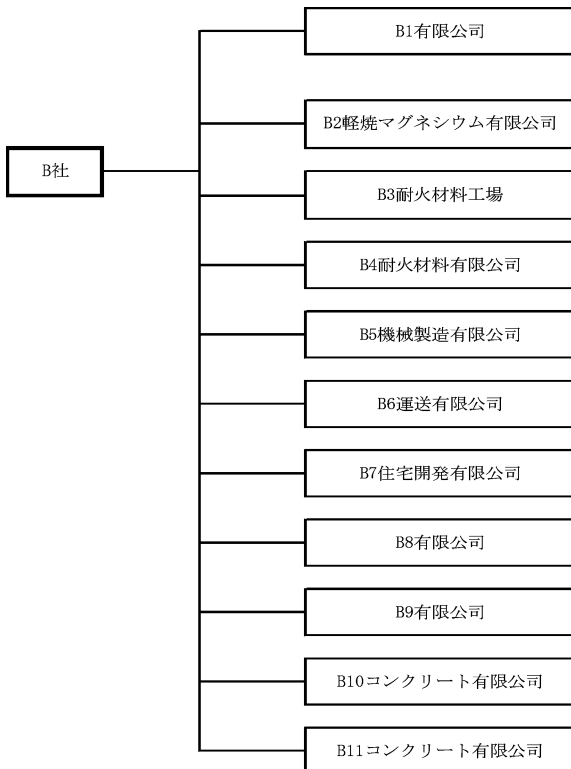 B1有限公司
B2軽焼マグネシウム有限公司
B社
B3耐火材料工場
B4耐火材料有限公司
B5機械製造有限公司
B6運送有限公司
B7住宅開発有限公司
B8有限公司
B9有限公司
B10コンクリート有限公司
B11コンクリート有限公司